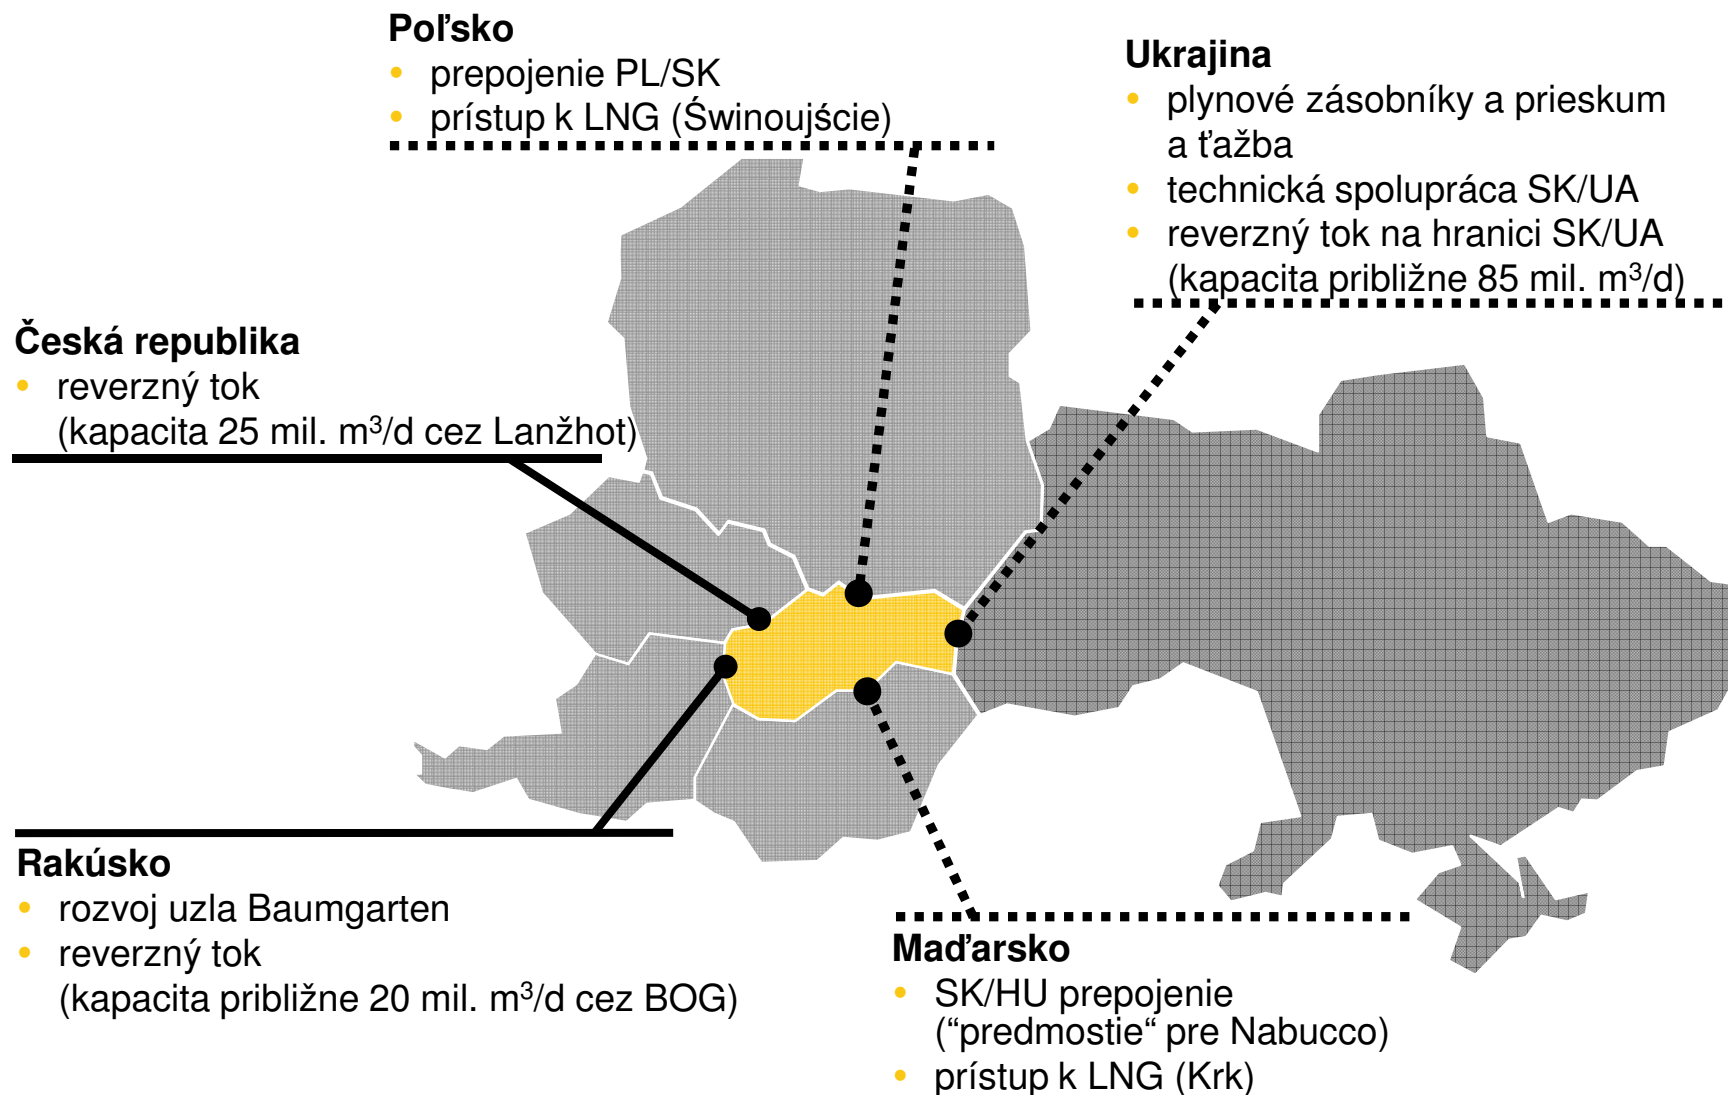 Poľsko
• prepojenie PL/SK
• prístup k LNG (Świnoujście)
Ukrajina
• plynové zásobníky a prieskum
a ťažba
• technická spolupráca SK/UA
• reverzný tok na hranici SK/UA
(kapacita približne 85 mil. m³/d)
Česká republika
• reverzný tok
(kapacita 25 mil. m³/d cez Lanžhot)
Rakúsko
• rozvoj uzla Baumgarten
• reverzný tok
(kapacita približne 20 mil. m³/d cez BOG)
Maďarsko
• SK/HU prepojenie
(“predmostie“ pre Nabucco)
• prístup k LNG (Krk)